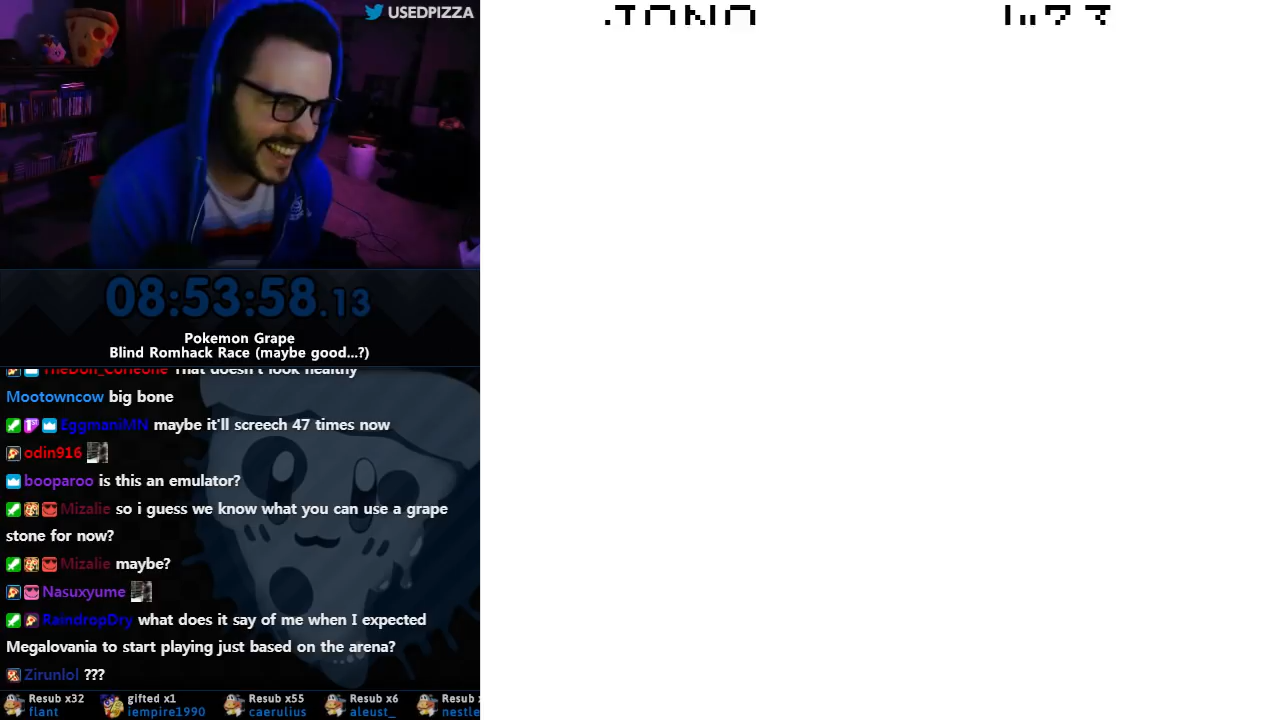 USEDPIZZA
08:53:58.13
Pokemon Grape
Blind Romhack Race (maybe good...?)
TheDon_Corleone That doesn't look healthy
Mootowncow big bone
EggmaniMN maybe it'll screech 47 times now
odin916
booparoo is this an emulator?
Mizalie so i guess we know what you can use a grape
stone for now?
Mizalie maybe?
Nasuxyume
RaindropDry what does it say of me when I expected
Megalovania to start playing just based on the arena?
Zirunlol ???
Resub x32 gifted x1 Resub x55 Resub x6 Resub
flant iempire1990 caerulius aleust_ nestle